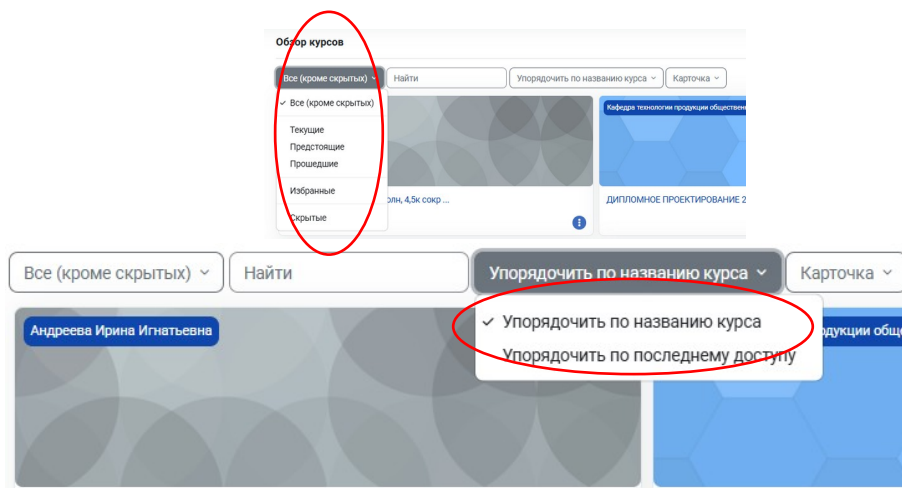 Обзор курсов
Все (кроме скрытых) Найти Упорядочить по названию курса Карточка
Все (кроме скрытых)
Текущие
Предстоящие
Прошедшие
Избранные
Скрытые
Кафедра технологии продукции
олн, 4,5к сокр ...
ДИПЛОМНОЕ ПРОЕКТИРОВАНИЕ 2
Все (кроме скрытых) Найти Упорядочить по названию курса Карточка
Упорядочить по названию курса
Упорядочить по последнему доступу
Андреева Ирина Игнатьевна
одукции обще